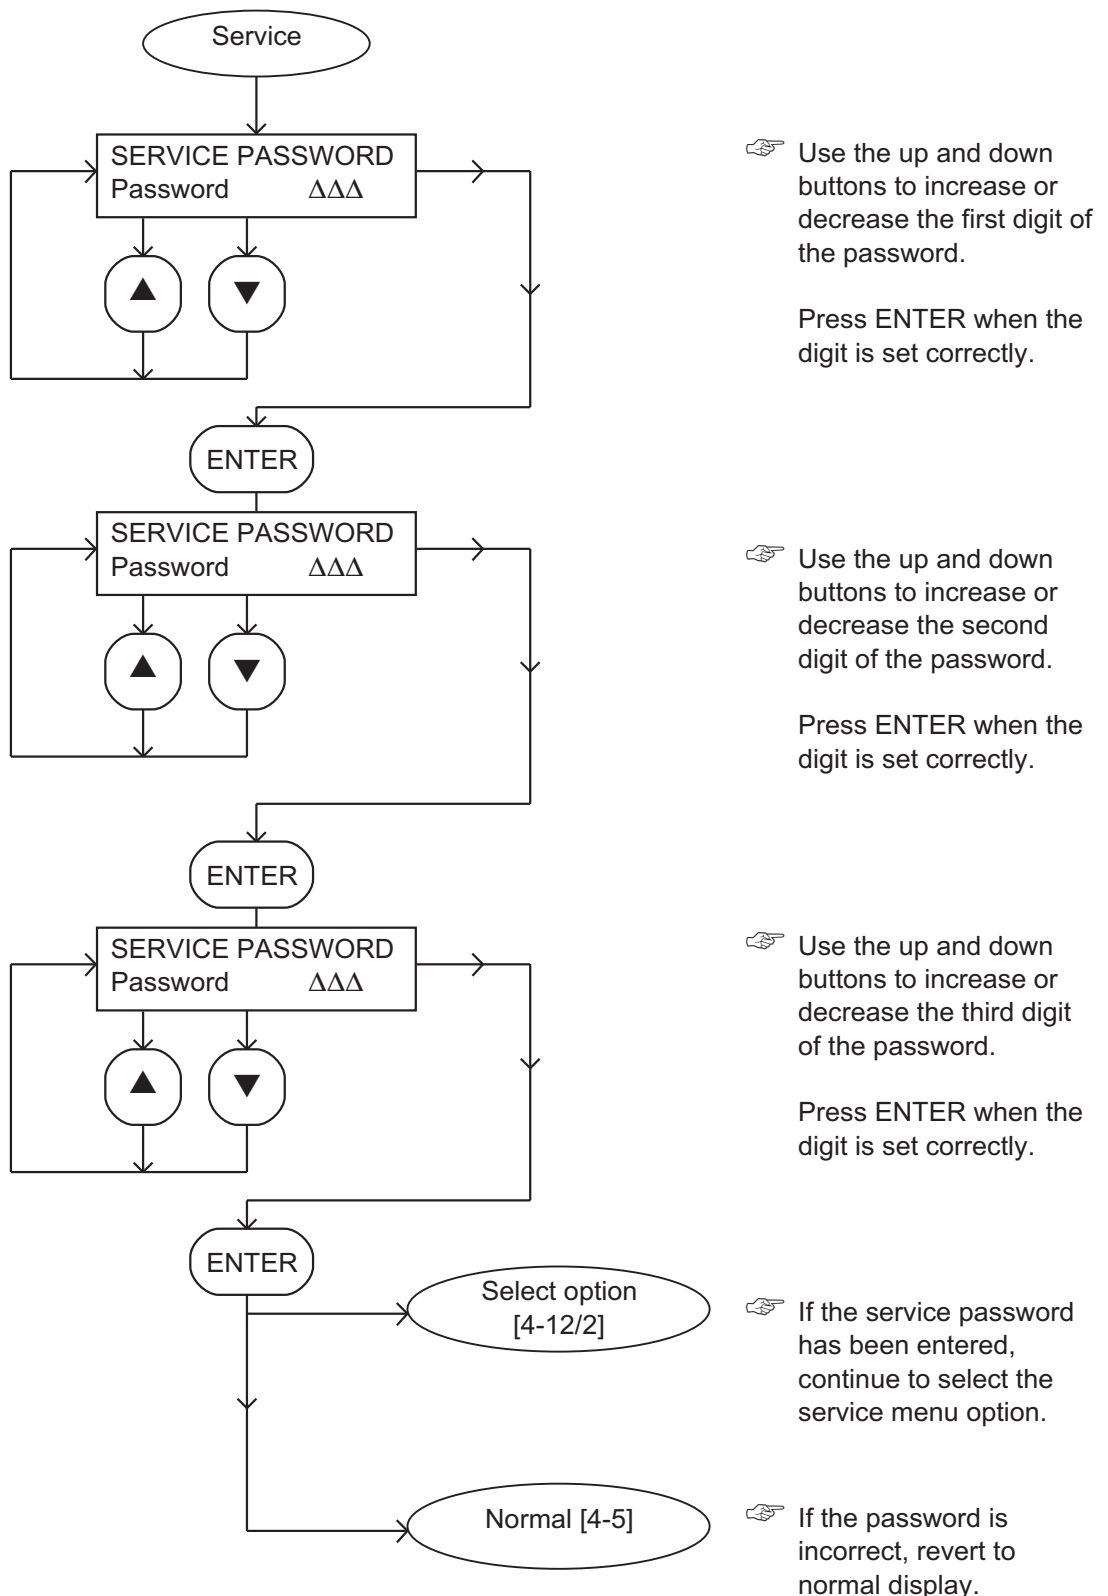 Service
SERVICE PASSWORD
Password ΔΔΔ
▲ ▼
☞ Use the up and down
buttons to increase or
decrease the first digit of
the password.
Press ENTER when the
digit is set correctly.
ENTER
SERVICE PASSWORD
Password ΔΔΔ
▲ ▼
☞ Use the up and down
buttons to increase or
decrease the second
digit of the password.
Press ENTER when the
digit is set correctly.
ENTER
SERVICE PASSWORD
Password ΔΔΔ
▲ ▼
☞ Use the up and down
buttons to increase or
decrease the third digit
of the password.
Press ENTER when the
digit is set correctly.
ENTER
Select option
[4-12/2]
☞ If the service password
has been entered,
continue to select the
service menu option.
Normal [4-5]
☞ If the password is
incorrect, revert to
normal display.